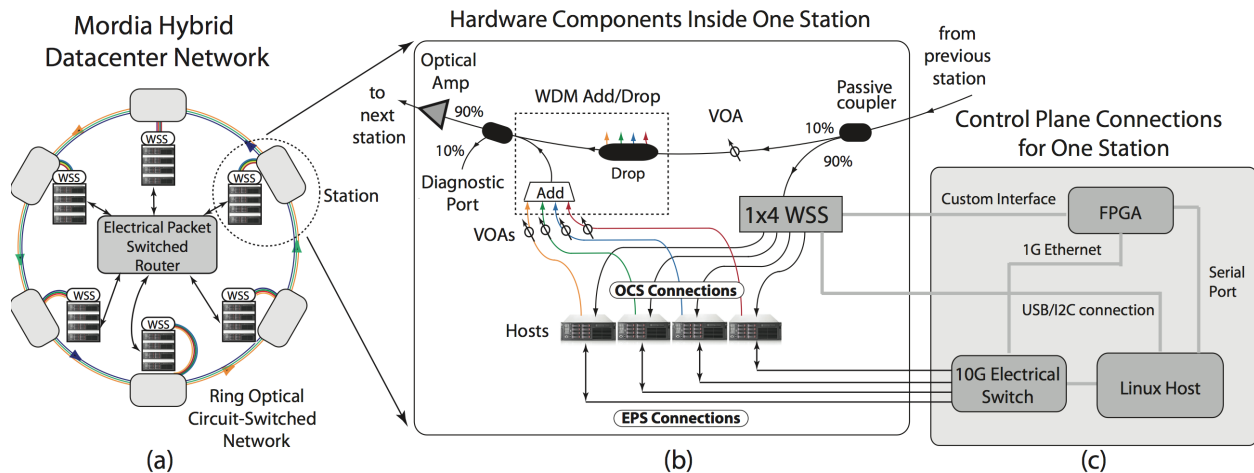 Mordia Hybrid
Datacenter Network
WSS
WSS
WSS
Station
Electrical Packet
Switched
Router
WSS
WSS
WSS
Ring Optical
Circuit-Switched
Network
(a)
Hardware Components Inside One Station
Optical
Amp
to
next
station
90%
10%
Diagnostic
Port
WDM Add/Drop
Drop
Add
VOAs
VOA
Passive
coupler
10%
90%
from
previous
station
1x4 WSS
OCS Connections
Hosts
EPS Connections
(b)
Control Plane Connections
for One Station
Custom Interface
FPGA
1G Ethernet
Serial
Port
USB/I2C connection
10G Electrical
Switch
Linux Host
(c)